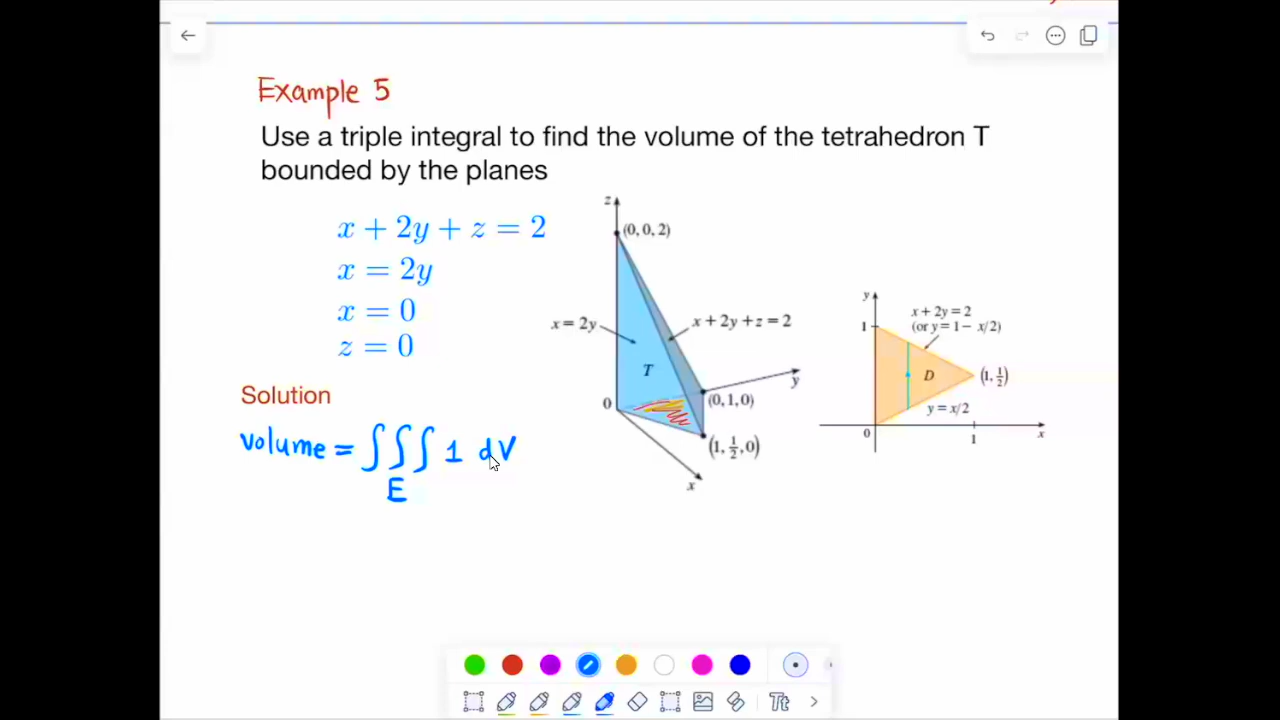 Example 5
Use a triple integral to find the volume of the tetrahedron T
bounded by the planes
x + 2y + z = 2
x = 2y
x = 0
z = 0
Solution
volume = ∭ 1 dV
E
z
(0, 0, 2)
x = 2y
x + 2y + z = 2
T
0
y
(0, 1, 0)
(1, 1/2, 0)
x
y
x + 2y = 2
(or y = 1 − x/2)
1
D
(1, 1/2)
y = x/2
0
1
x
Tt